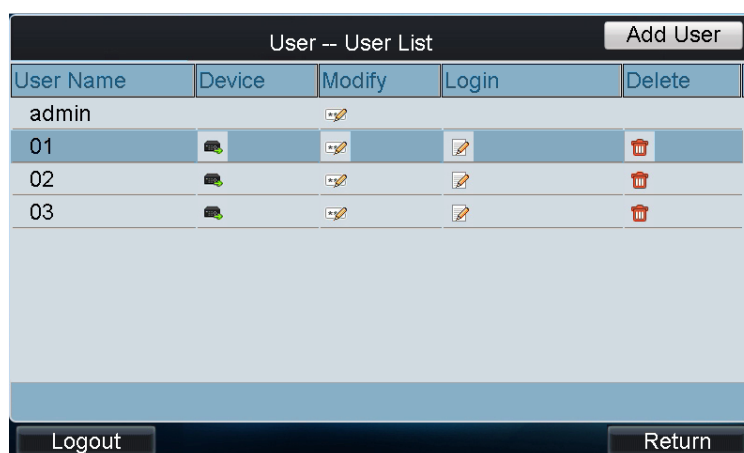 User -- User List
Add User
User Name Device Modify Login Delete
admin
01
02
03
Logout
Return